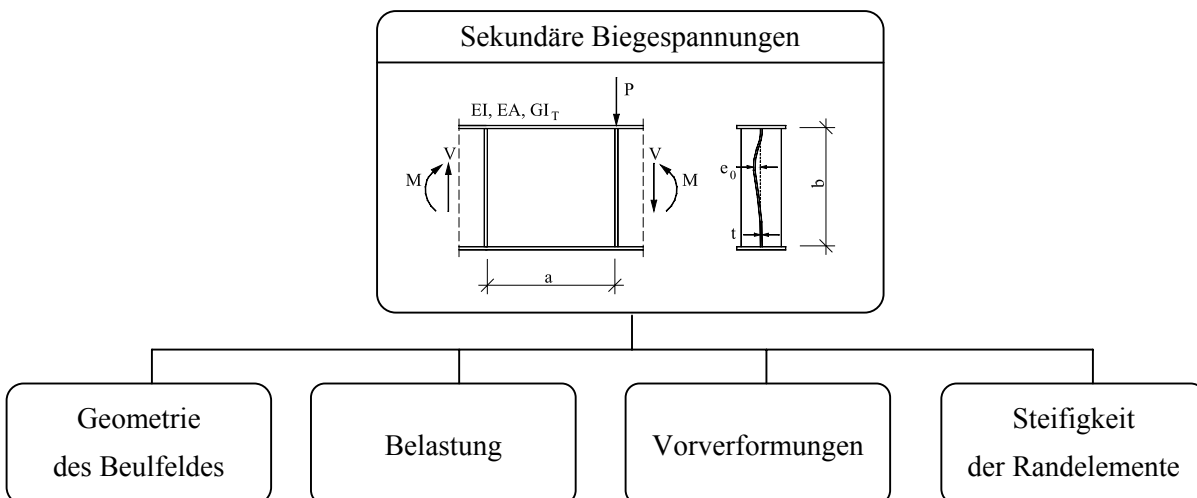 Sekundäre Biegespannungen
P
EI, EA, GI_T
V
V
M
M
e_0
b
t
a
Geometrie
des Beulfeldes
Belastung
Vorverformungen
Steifigkeit
der Randelemente